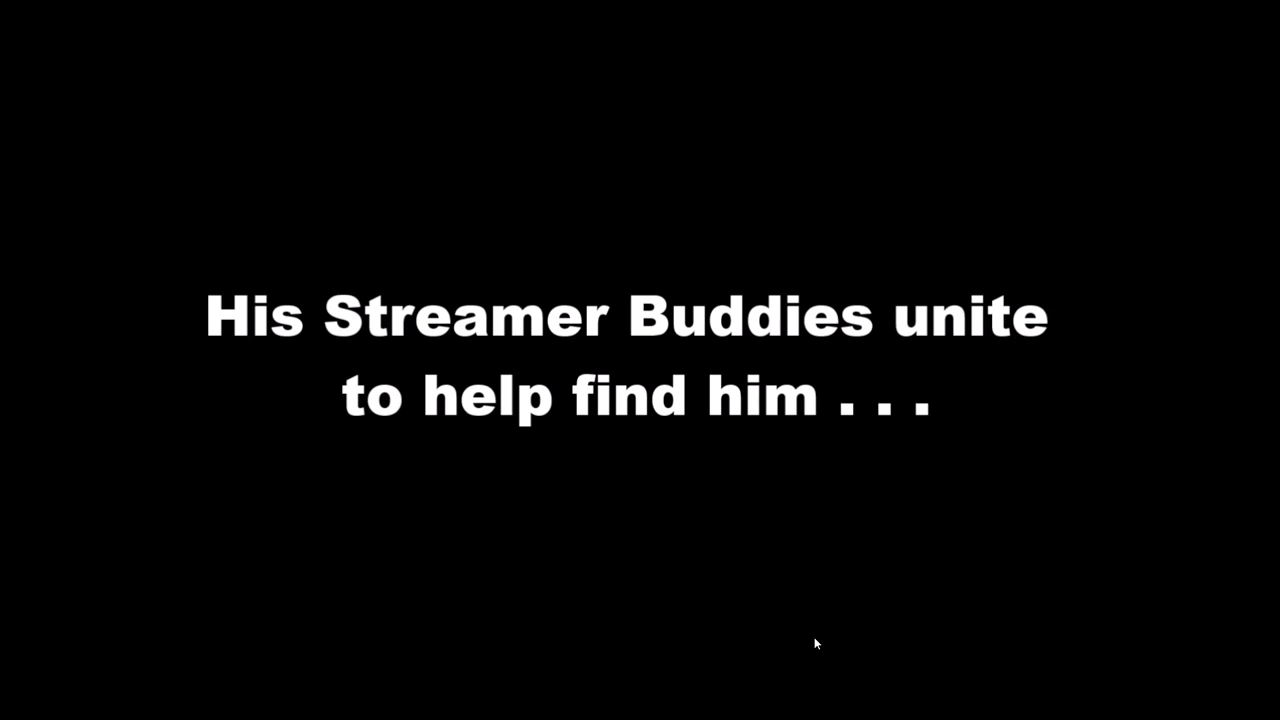 His Streamer Buddies unite
to help find him . . .